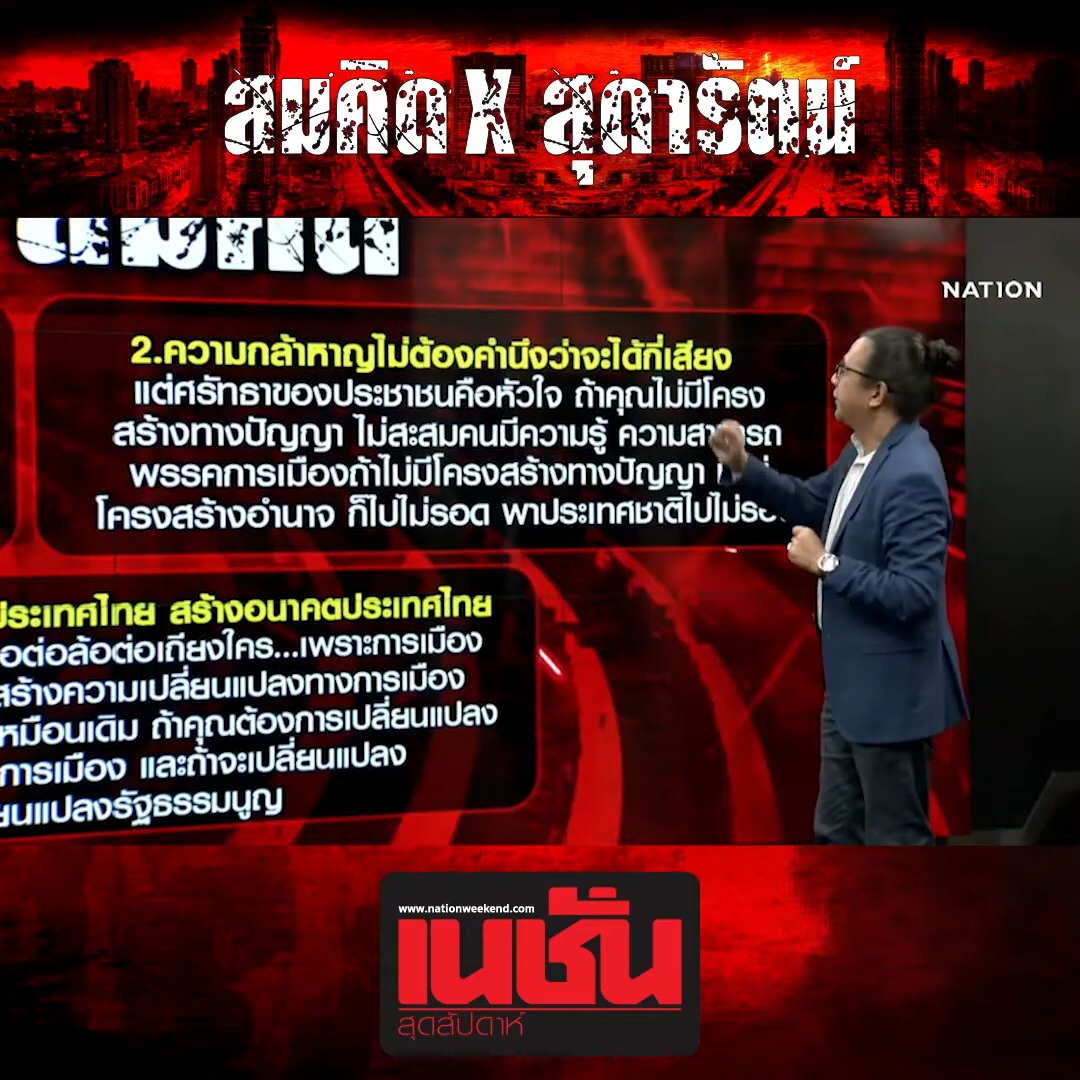 สมคิด X สุดารัตน์
NATION
2.ความกล้าหาญไม่ต้องคำนึงว่าจะได้กี่เสียง
แต่ศรัทธาของประชาชนคือหัวใจ ถ้าคุณไม่มีโครง
สร้างทางปัญญา ไม่สะสมคนมีความรู้
พรรคการเมืองถ้าไม่มีโครงสร้างทางปัญญา
โครงสร้างอำนาจ ก็ไปไม่รอด พาประเทศชาติไปไม่
ประเทศไทย สร้างอนาคตประเทศไทย
อต่อล้อต่อเถียงใคร...เพราะการเมือง
สร้างความเปลี่ยนแปลงทางการเมือง
หมือนเดิม ถ้าคุณต้องการเปลี่ยนแปลง
การเมือง และถ้าจะเปลี่ยนแปลง
ยนแปลงรัฐธรรมนูญ
www.nationweekend.com
เนชั่น
สุดสัปดาห์